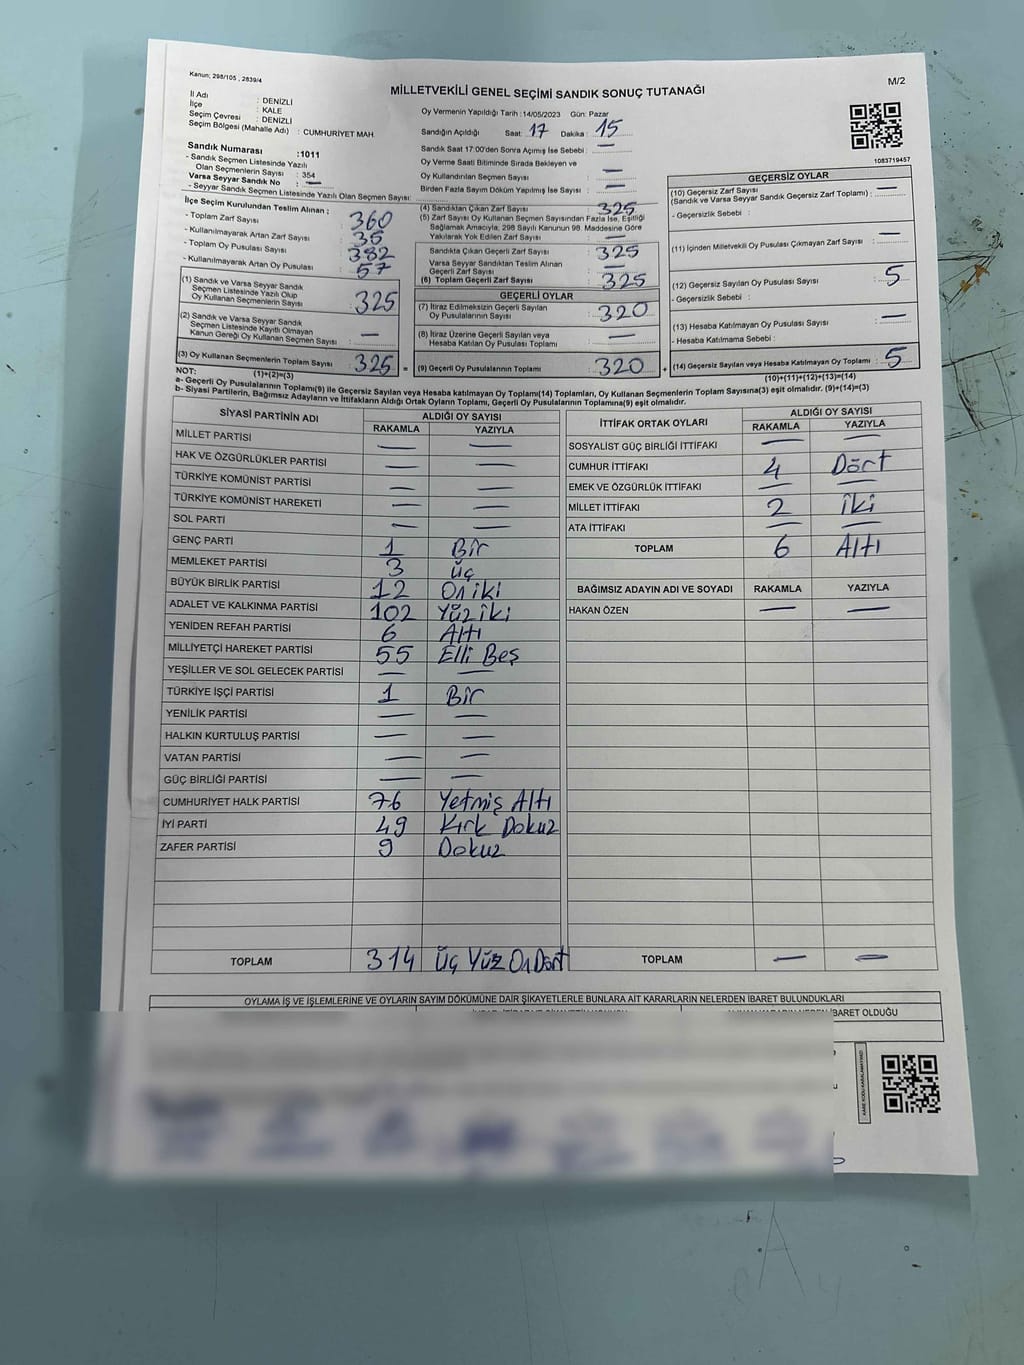 Kanun; 298/105 , 2839/4
M/2
MİLLETVEKİLİ GENEL SEÇİMİ SANDIK SONUÇ TUTANAĞI
İl Adı : DENİZLİ
İlçe : KALE
Seçim Çevresi : DENİZLİ
Seçim Bölgesi (Mahalle Adı) : CUMHURİYET MAH.
Sandık Numarası :1011
- Sandık Seçmen Listesinde Yazılı
Olan Seçmenlerin Sayısı : 354
Varsa Seyyar Sandık No : —
- Seyyar Sandık Seçmen Listesinde Yazılı Olan Seçmen Sayısı:
Oy Vermenin Yapıldığı Tarih :14/05/2023 Gün: Pazar
Sandığın Açıldığı Saat: 17 Dakika : 15
Sandık Saat 17:00'den Sonra Açımış İse Sebebi : —
Oy Verme Saati Bitiminde Sırada Bekleyen ve
Oy Kullandırılan Seçmen Sayısı : —
Birden Fazla Sayım Döküm Yapılmış İse Sayısı : —
1083719457
İlçe Seçim Kurulundan Teslim Alınan ;
- Toplam Zarf Sayısı : 360
- Kullanılmayarak Artan Zarf Sayısı : 35
- Toplam Oy Pusulası Sayısı : 382
- Kullanılmayarak Artan Oy Pusulası : 57
(1) Sandık ve Varsa Seyyar Sandık
Seçmen Listesinde Yazılı Olup
Oy Kullanan Seçmenlerin Sayısı : 325
(2) Sandık ve Varsa Seyyar Sandık
Seçmen Listesinde Kayıtlı Olmayan
Kanun Gereği Oy Kullanan Seçmen Sayısı : —
(3) Oy Kullanan Seçmenlerin Toplam Sayısı : 325 =
(4) Sandıktan Çıkan Zarf Sayısı : 325
(5) Zarf Sayısı Oy Kullanan Seçmen Sayısından Fazla İse, Eşitliği
Sağlamak Amacıyla; 298 Sayılı Kanunun 98. Maddesine Göre
Yakılarak Yok Edilen Zarf Sayısı : —
Sandıkta Çıkan Geçerli Zarf Sayısı : 325
Varsa Seyyar Sandıktan Teslim Alınan
Geçerli Zarf Sayısı : —
(6) Toplam Geçerli Zarf Sayısı : 325
GEÇERLİ OYLAR
(7) İtiraz Edilmeksizin Geçerli Sayılan
Oy Pusulalarının Sayısı : 320
(8) İtiraz Üzerine Geçerli Sayılan veya
Hesaba Katılan Oy Pusulası Toplamı : —
(9) Geçerli Oy Pusulalarının Toplamı : 320 +
GEÇERSİZ OYLAR
(10) Geçersiz Zarf Sayısı
(Sandık ve Varsa Seyyar Sandık Geçersiz Zarf Toplamı) : —
- Geçersizlik Sebebi :
(11) İçinden Milletvekili Oy Pusulası Çıkmayan Zarf Sayısı : —
(12) Geçersiz Sayılan Oy Pusulası Sayısı : 5
- Geçersizlik Sebebi :
(13) Hesaba Katılmayan Oy Pusulası Sayısı : —
- Hesaba Katılmama Sebebi :
(14) Geçersiz Sayılan veya Hesaba Katılmayan Oy Toplamı : 5
NOT: (1)+(2)=(3)
(10)+(11)+(12)+(13)=(14)
a- Geçerli Oy Pusulalarının Toplamı(9) ile Geçersiz Sayılan veya Hesaba katılmayan Oy Toplamı(14) Toplamları, Oy Kullanan Seçmenlerin Toplam Sayısına(3) eşit olmalıdır. (9)+(14)=(3)
b- Siyasi Partilerin, Bağımsız Adayların ve İttifakların Aldığı Ortak Oyların Toplamı, Geçerli Oy Pusulalarının Toplamına(9) eşit olmalıdır.
SİYASİ PARTİNİN ADI ALDIĞI OY SAYISI
RAKAMLA YAZIYLA
MİLLET PARTİSİ — —
HAK VE ÖZGÜRLÜKLER PARTİSİ — —
TÜRKİYE KOMÜNİST PARTİSİ — —
TÜRKİYE KOMÜNİST HAREKETİ — —
SOL PARTİ — —
GENÇ PARTİ 1 Bir
MEMLEKET PARTİSİ 3 üç
BÜYÜK BİRLİK PARTİSİ 12 On iki
ADALET VE KALKINMA PARTİSİ 102 Yüz iki
YENİDEN REFAH PARTİSİ 6 Altı
MİLLİYETÇİ HAREKET PARTİSİ 55 Elli Beş
YEŞİLLER VE SOL GELECEK PARTİSİ — —
TÜRKİYE İŞÇİ PARTİSİ 1 Bir
YENİLİK PARTİSİ — —
HALKIN KURTULUŞ PARTİSİ — —
VATAN PARTİSİ — —
GÜÇ BİRLİĞİ PARTİSİ — —
CUMHURİYET HALK PARTİSİ 76 Yetmiş Altı
İYİ PARTİ 49 Kırk Dokuz
ZAFER PARTİSİ 9 Dokuz
TOPLAM 314 Üç Yüz On Dört
İTTİFAK ORTAK OYLARI ALDIĞI OY SAYISI
RAKAMLA YAZIYLA
SOSYALİST GÜÇ BİRLİĞİ İTTİFAKI — —
CUMHUR İTTİFAKI 4 Dört
EMEK VE ÖZGÜRLÜK İTTİFAKI — —
MİLLET İTTİFAKI 2 İki
ATA İTTİFAKI — —
TOPLAM 6 Altı
BAĞIMSIZ ADAYIN ADI VE SOYADI RAKAMLA YAZIYLA
HAKAN ÖZEN — —
TOPLAM — —
OYLAMA İŞ VE İŞLEMLERİNE VE OYLARIN SAYIM DÖKÜMÜNE DAİR ŞİKAYETLERLE BUNLARA AİT KARARLARIN NELERDEN İBARET BULUNDUKLARI
İBARET OLDUĞU